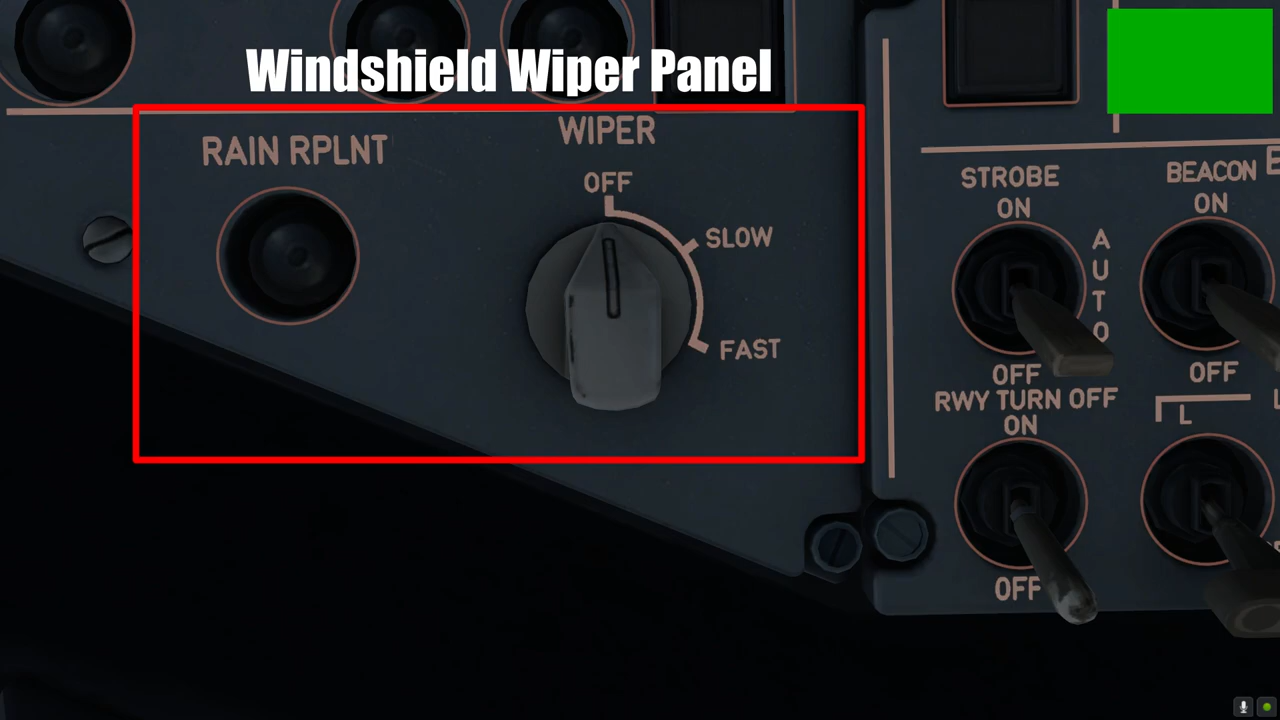 Windshield Wiper Panel
RAIN RPLNT
WIPER
OFF
SLOW
FAST
STROBE
ON
AUTO
OFF
RWY TURN OFF
ON
OFF
BEACON
ON
OFF
L